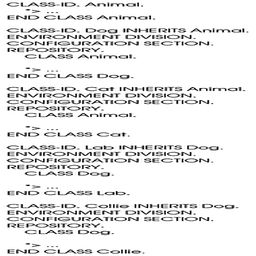 CLASS-ID. Animal.
*> ...
END CLASS Animal.
CLASS-ID. Dog INHERITS Animal.
ENVIRONMENT DIVISION.
CONFIGURATION SECTION.
REPOSITORY.
CLASS Animal.
*> ...
END CLASS Dog.
CLASS-ID. Cat INHERITS Animal.
ENVIRONMENT DIVISION.
CONFIGURATION SECTION.
REPOSITORY.
CLASS Animal.
*> ...
END CLASS Cat.
CLASS-ID. Lab INHERITS Dog.
ENVIRONMENT DIVISION.
CONFIGURATION SECTION.
REPOSITORY.
CLASS Dog.
*> ...
END CLASS Lab.
CLASS-ID. Collie INHERITS Dog.
ENVIRONMENT DIVISION.
CONFIGURATION SECTION.
REPOSITORY.
CLASS Dog.
*> ...
END CLASS Collie.